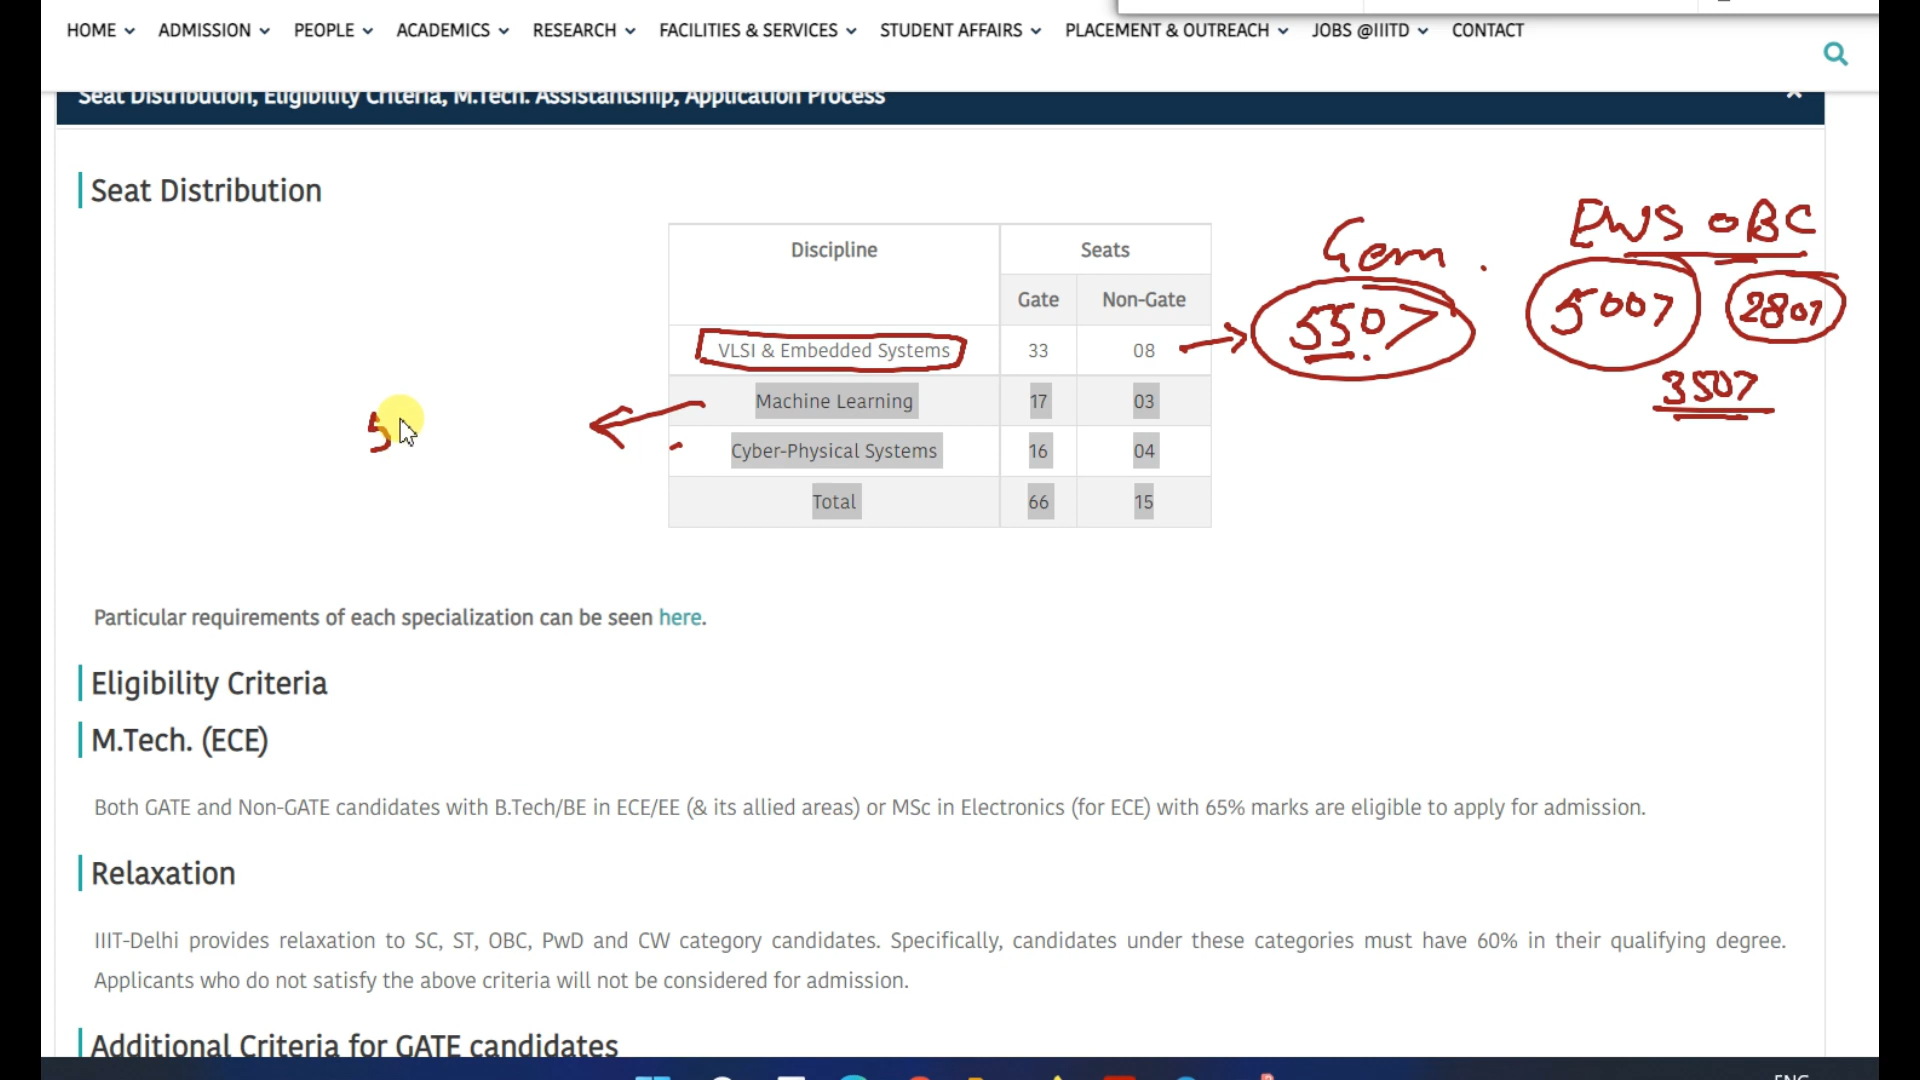 HOME ADMISSION PEOPLE ACADEMICS RESEARCH FACILITIES & SERVICES STUDENT AFFAIRS PLACEMENT & OUTREACH JOBS @IIITD CONTACT
Seat Distribution, Eligibility Criteria, M.Tech. Assistantship, Application Process
Seat Distribution
EWS OBC
Discipline Seats
Gate Non-Gate
5507 5007 2807
VLSI & Embedded Systems 33 08
3507
Machine Learning 17 03
5
Cyber-Physical Systems 16 04
Total 66 15
Particular requirements of each specialization can be seen here.
Eligibility Criteria
M.Tech. (ECE)
Both GATE and Non-GATE candidates with B.Tech/BE in ECE/EE (& its allied areas) or MSc in Electronics (for ECE) with 65% marks are eligible to apply for admission.
Relaxation
IIIT-Delhi provides relaxation to SC, ST, OBC, PwD and CW category candidates. Specifically, candidates under these categories must have 60% in their qualifying degree.
Applicants who do not satisfy the above criteria will not be considered for admission.
Additional Criteria for GATE candidates
ENG